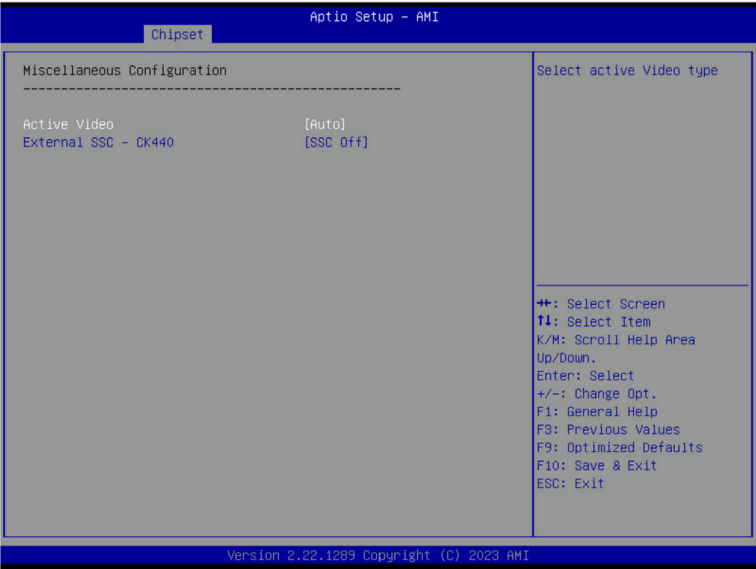 Aptio Setup – AMI
Chipset
Miscellaneous Configuration
--------------------------------------------------
Select active Video type
Active Video [Auto]
External SSC – CK440 [SSC Off]
→←: Select Screen
↑↓: Select Item
K/M: Scroll Help Area
Up/Down.
Enter: Select
+/-: Change Opt.
F1: General Help
F3: Previous Values
F9: Optimized Defaults
F10: Save & Exit
ESC: Exit
Version 2.22.1289 Copyright (C) 2023 AMI